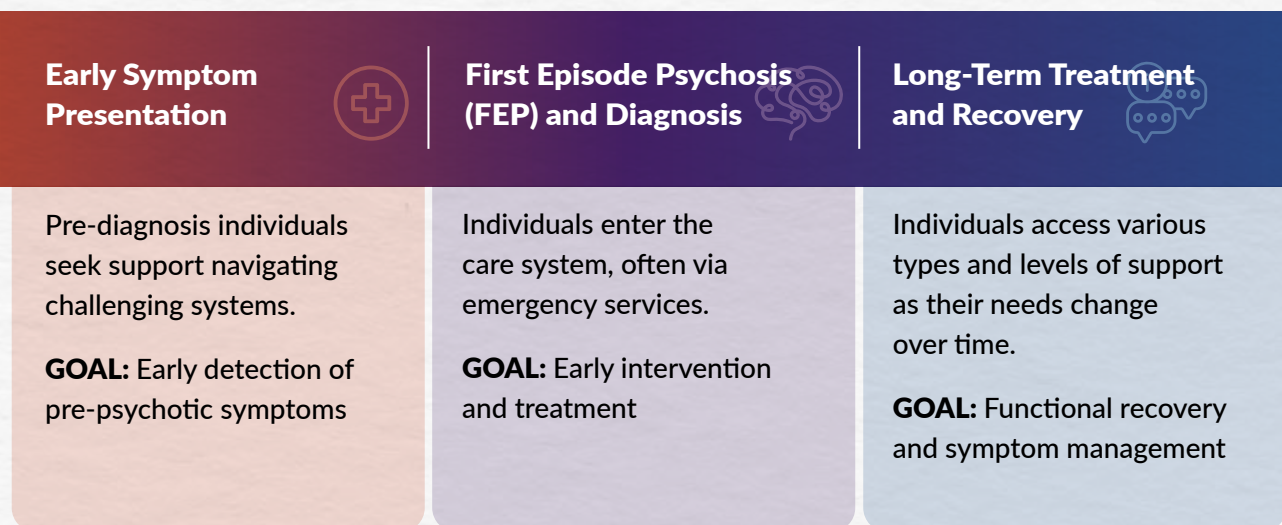 Early Symptom
Presentation
First Episode Psychosis
(FEP) and Diagnosis
Long-Term Treatment
and Recovery
Pre-diagnosis individuals
seek support navigating
challenging systems.
GOAL: Early detection of
pre-psychotic symptoms
Individuals enter the
care system, often via
emergency services.
GOAL: Early intervention
and treatment
Individuals access various
types and levels of support
as their needs change
over time.
GOAL: Functional recovery
and symptom management